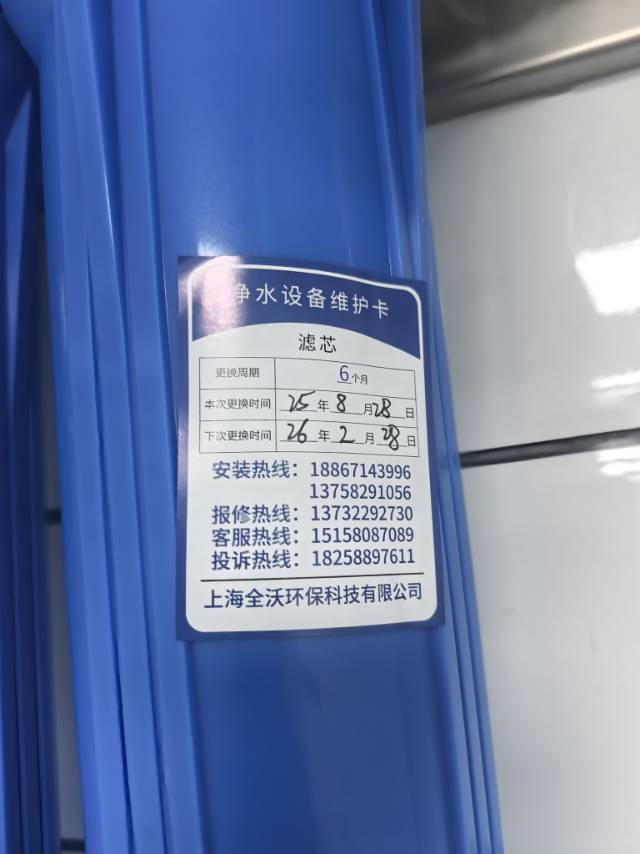 净水设备维护卡
滤芯
更换周期 6个月
本次更换时间 25年8月28日
下次更换时间 26年2月28日
安装热线：18867143996
13758291056
报修热线：13732292730
客服热线：15158087089
投诉热线：18258897611
上海全沃环保科技有限公司